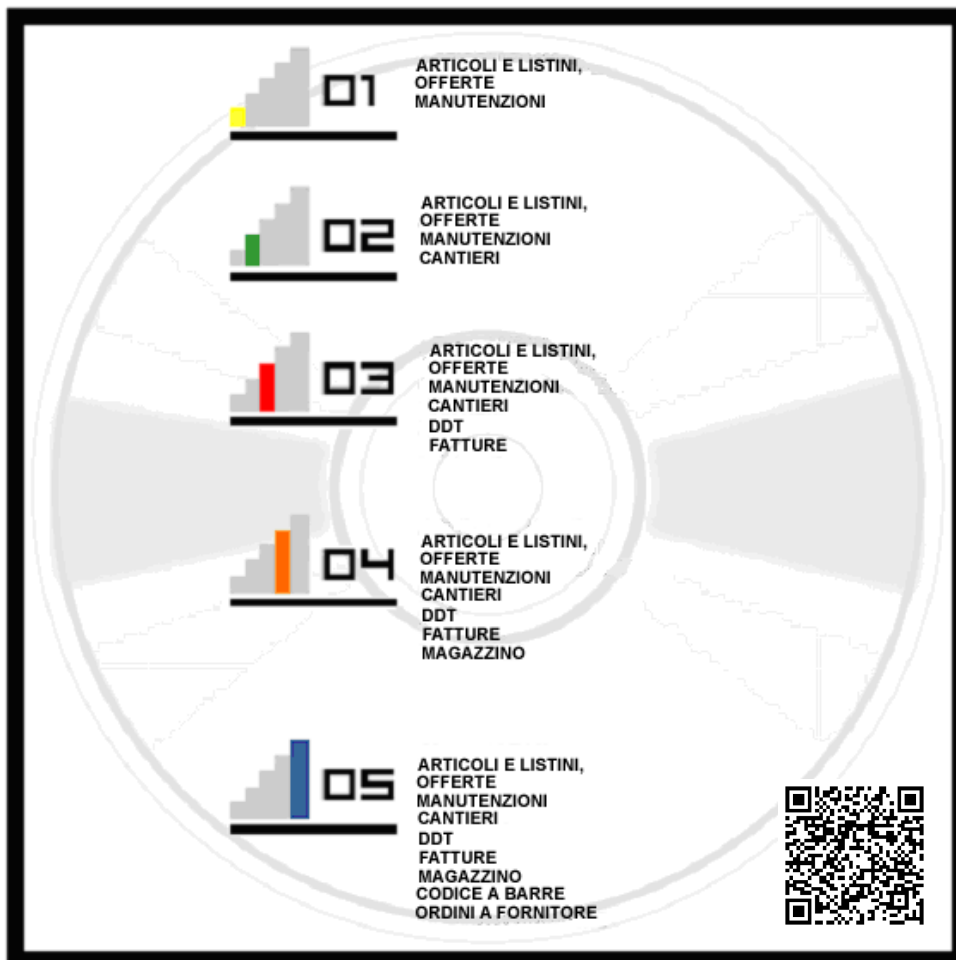 01
ARTICOLI E LISTINI,
OFFERTE
MANUTENZIONI
02
ARTICOLI E LISTINI,
OFFERTE
MANUTENZIONI
CANTIERI
03
ARTICOLI E LISTINI,
OFFERTE
MANUTENZIONI
CANTIERI
DDT
FATTURE
04
ARTICOLI E LISTINI,
OFFERTE
MANUTENZIONI
CANTIERI
DDT
FATTURE
MAGAZZINO
05
ARTICOLI E LISTINI,
OFFERTE
MANUTENZIONI
CANTIERI
DDT
FATTURE
MAGAZZINO
CODICE A BARRE
ORDINI A FORNITORE